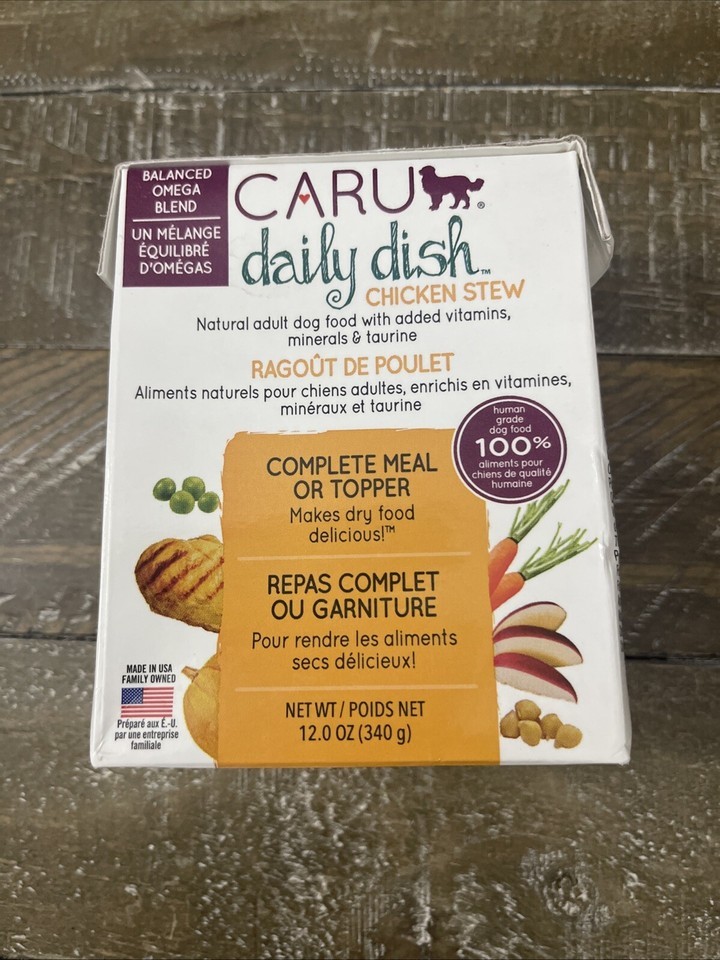 BALANCED
OMEGA
BLEND
UN MÉLANGE
ÉQUILIBRÉ
D'OMÉGAS
CARU®
daily dish™
CHICKEN STEW
Natural adult dog food with added vitamins,
minerals & taurine
RAGOÛT DE POULET
Aliments naturels pour chiens adultes, enrichis en vitamines,
minéraux et taurine
human
grade
dog food
100%
aliments pour
chiens de qualité
humaine
COMPLETE MEAL
OR TOPPER
Makes dry food
delicious!™
REPAS COMPLET
OU GARNITURE
Pour rendre les aliments
secs délicieux!
MADE IN USA
FAMILY OWNED
Préparé aux É.-U.
par une entreprise
familiale
NET WT / POIDS NET
12.0 OZ (340 g)